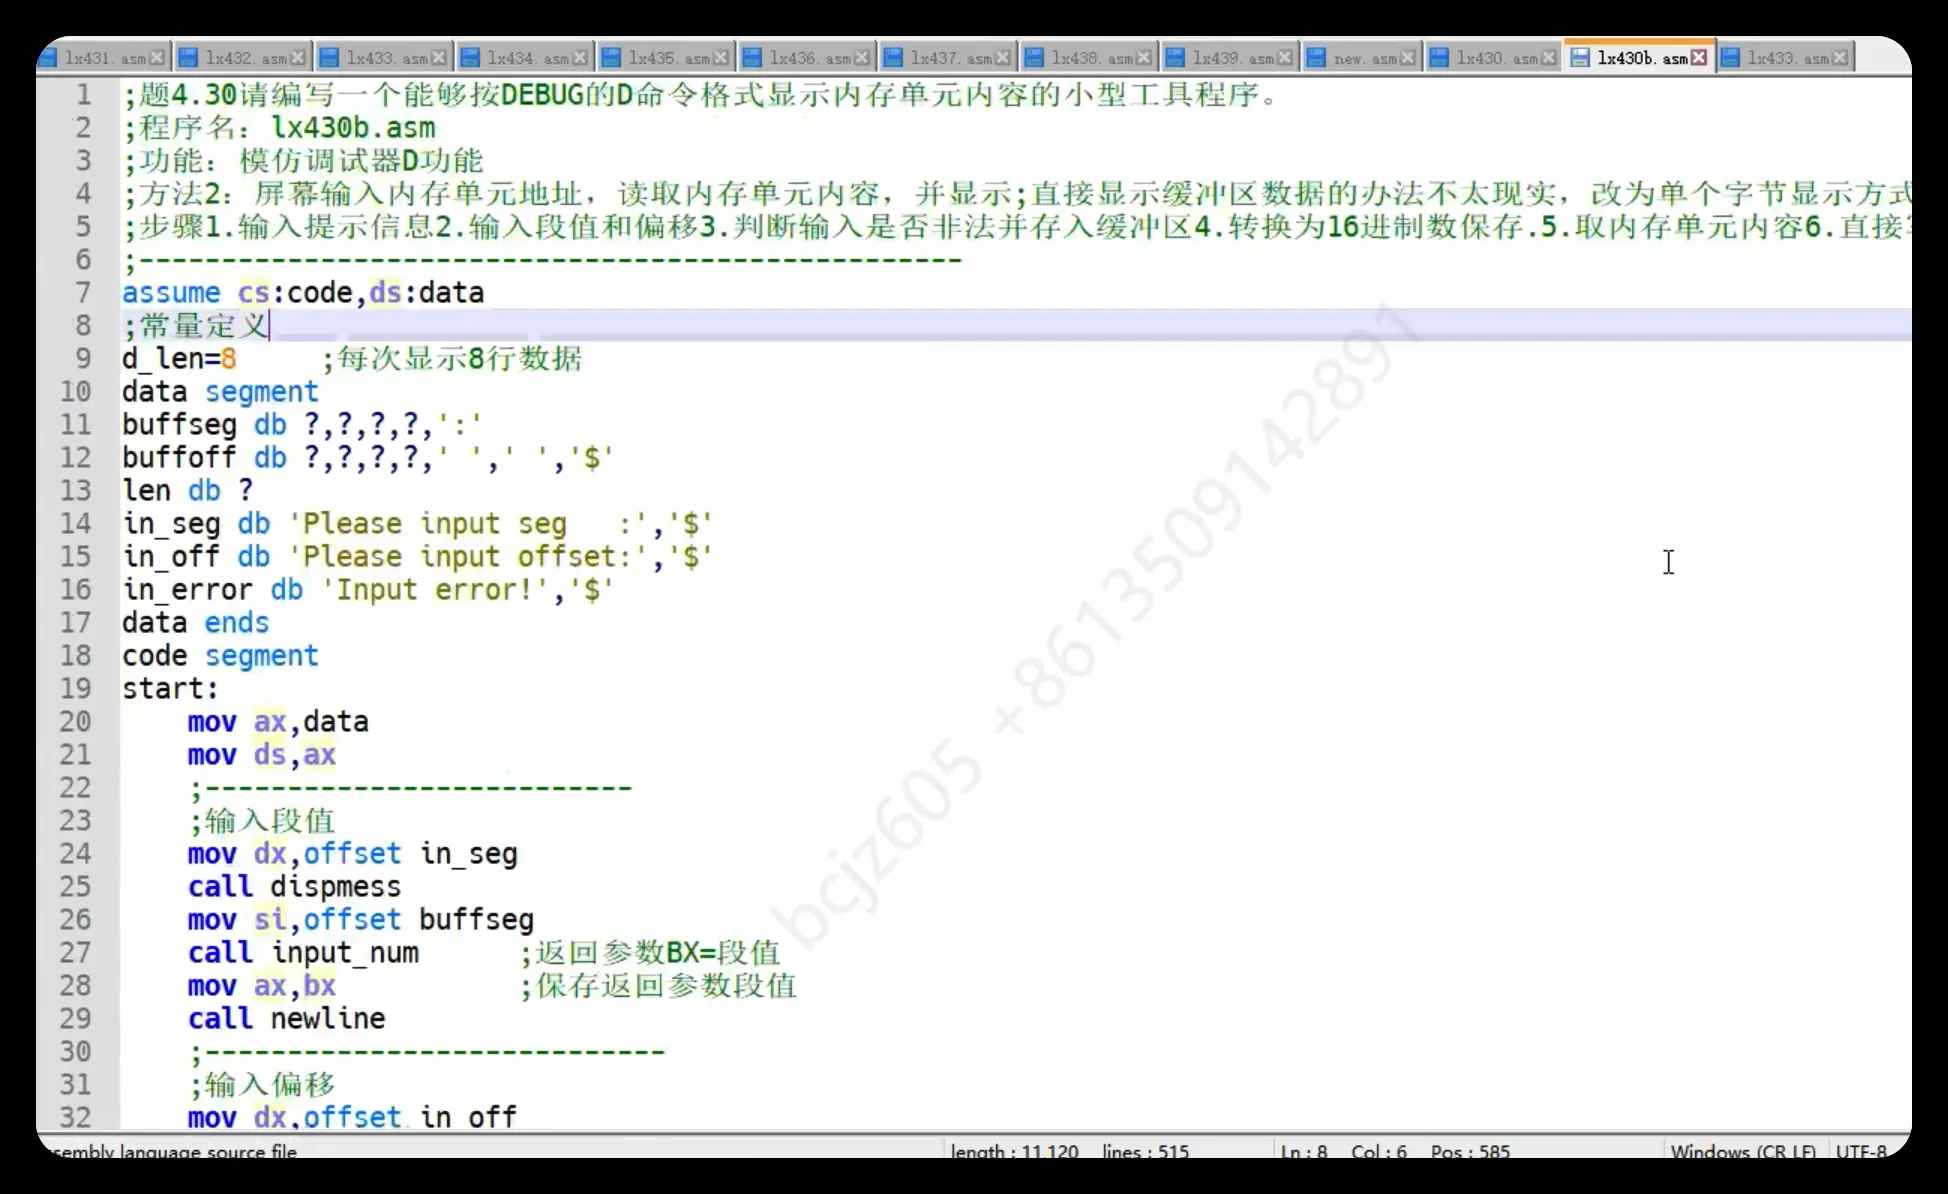 lx431.asm lx432.asm lx433.asm lx434.asm lx435.asm lx436.asm lx437.asm lx438.asm lx439.asm new.asm lx430.asm lx430b.asm lx433.asm
1 ;题4.30请编写一个能够按DEBUG的D命令格式显示内存单元内容的小型工具程序。
2 ;程序名：lx430b.asm
3 ;功能：模仿调试器D功能
4 ;方法2：屏幕输入内存单元地址，读取内存单元内容，并显示;直接显示缓冲区数据的办法不太现实，改为单个字节显示方式
5 ;步骤1.输入提示信息2.输入段值和偏移3.判断输入是否非法并存入缓冲区4.转换为16进制数保存.5.取内存单元内容6.直接
6 ;--------------------------------------------------
7 assume cs:code,ds:data
8 ;常量定义
9 d_len=8 ;每次显示8行数据
10 data segment
11 buffseg db ?,?,?,?,':'
12 buffoff db ?,?,?,?,' ',' ','$'
13 len db ?
14 in_seg db 'Please input seg   :','$'
15 in_off db 'Please input offset:','$'
16 in_error db 'Input error!','$'
17 data ends
18 code segment
19 start:
20 mov ax,data
21 mov ds,ax
22 ;--------------------------
23 ;输入段值
24 mov dx,offset in_seg
25 call dispmess
26 mov si,offset buffseg
27 call input_num ;返回参数BX=段值
28 mov ax,bx ;保存返回参数段值
29 call newline
30 ;----------------------------
31 ;输入偏移
32 mov dx,offset in_off
bcjz605 +8613509142891
sembly language source file length : 11,120 lines : 515 Ln : 8 Col : 6 Pos : 585 Windows (CR LF) UTF-8